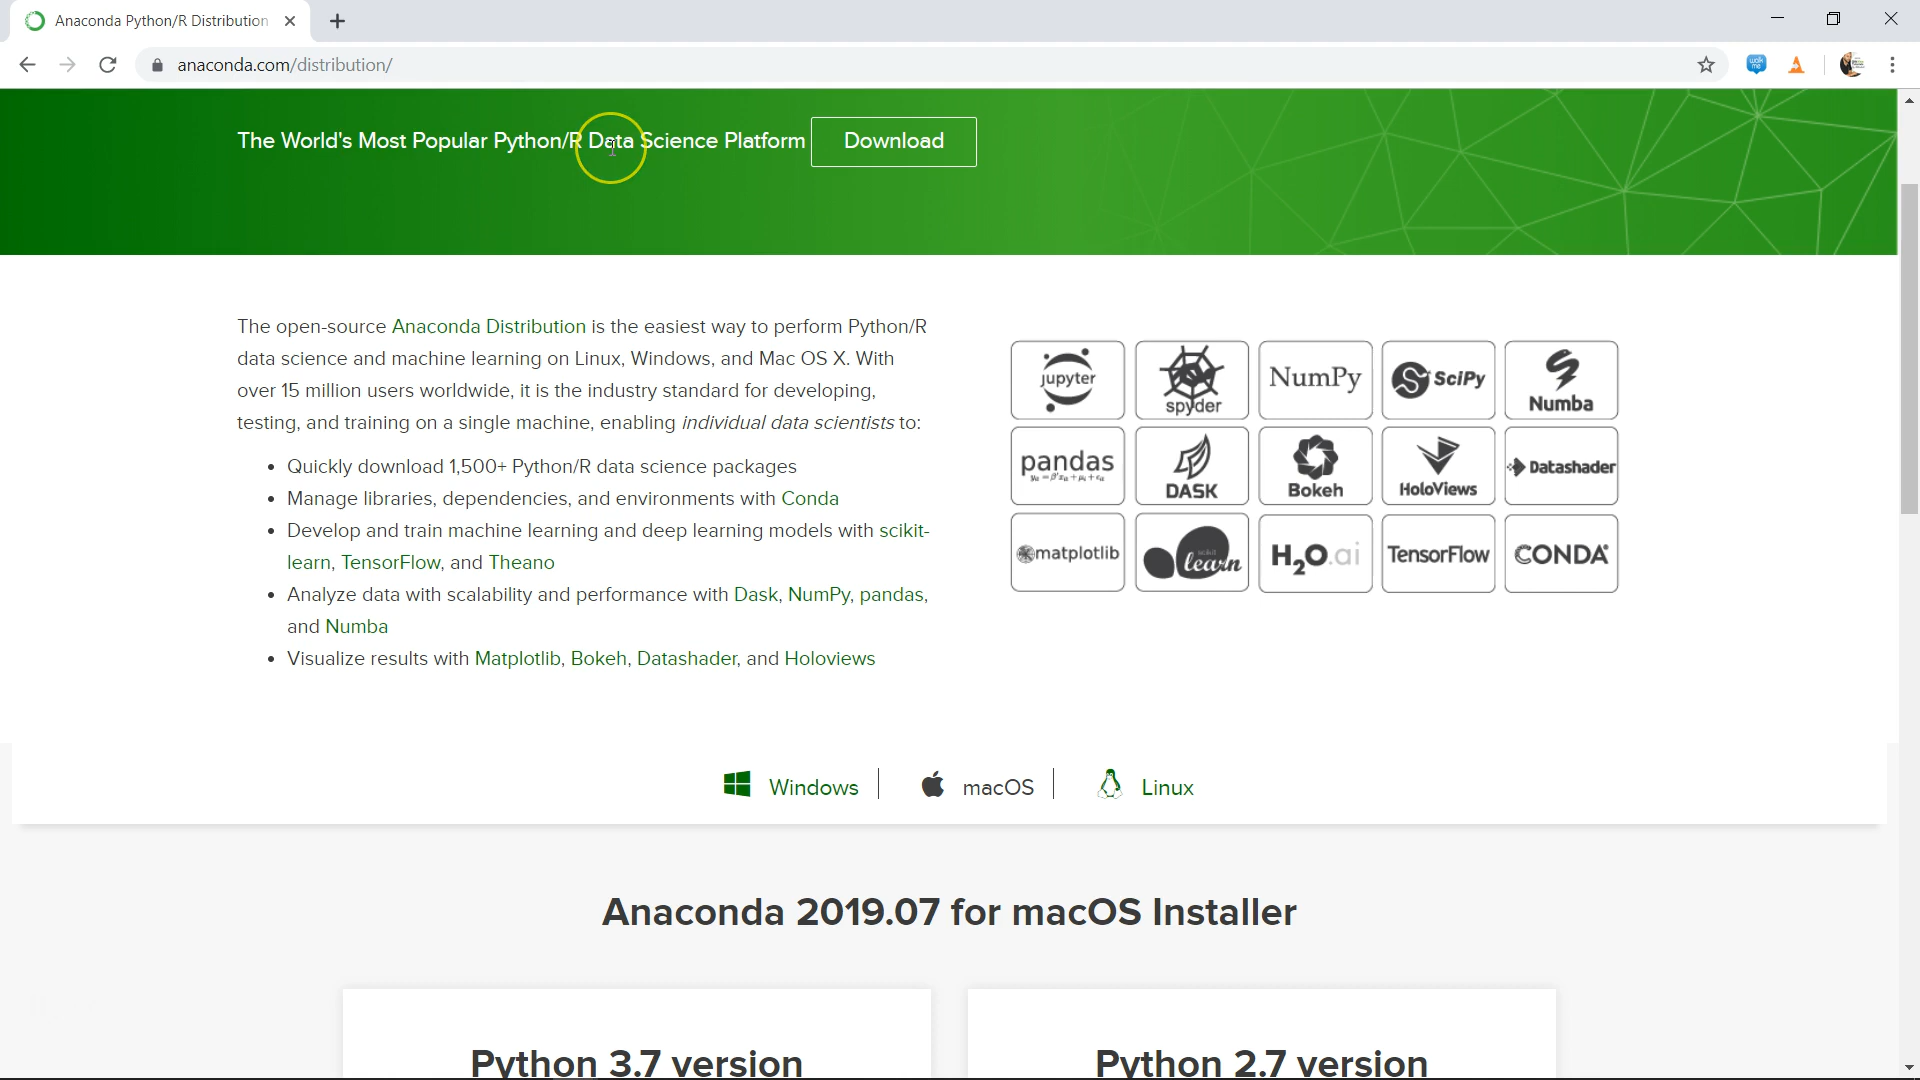 Anaconda Python/R Distribution
anaconda.com/distribution/
The World's Most Popular Python/R Data Science Platform
Download
The open-source Anaconda Distribution is the easiest way to perform Python/R
data science and machine learning on Linux, Windows, and Mac OS X. With
over 15 million users worldwide, it is the industry standard for developing,
testing, and training on a single machine, enabling individual data scientists to:
• Quickly download 1,500+ Python/R data science packages
• Manage libraries, dependencies, and environments with Conda
• Develop and train machine learning and deep learning models with scikit-
learn, TensorFlow, and Theano
• Analyze data with scalability and performance with Dask, NumPy, pandas,
and Numba
• Visualize results with Matplotlib, Bokeh, Datashader, and Holoviews
jupyter
spyder
NumPy
SciPy
Numba
pandas
DASK
Bokeh
HoloViews
Datashader
matplotlib
scikit
learn
H2O.ai
TensorFlow
CONDA
Windows
macOS
Linux
Anaconda 2019.07 for macOS Installer
Python 3.7 version
Python 2.7 version